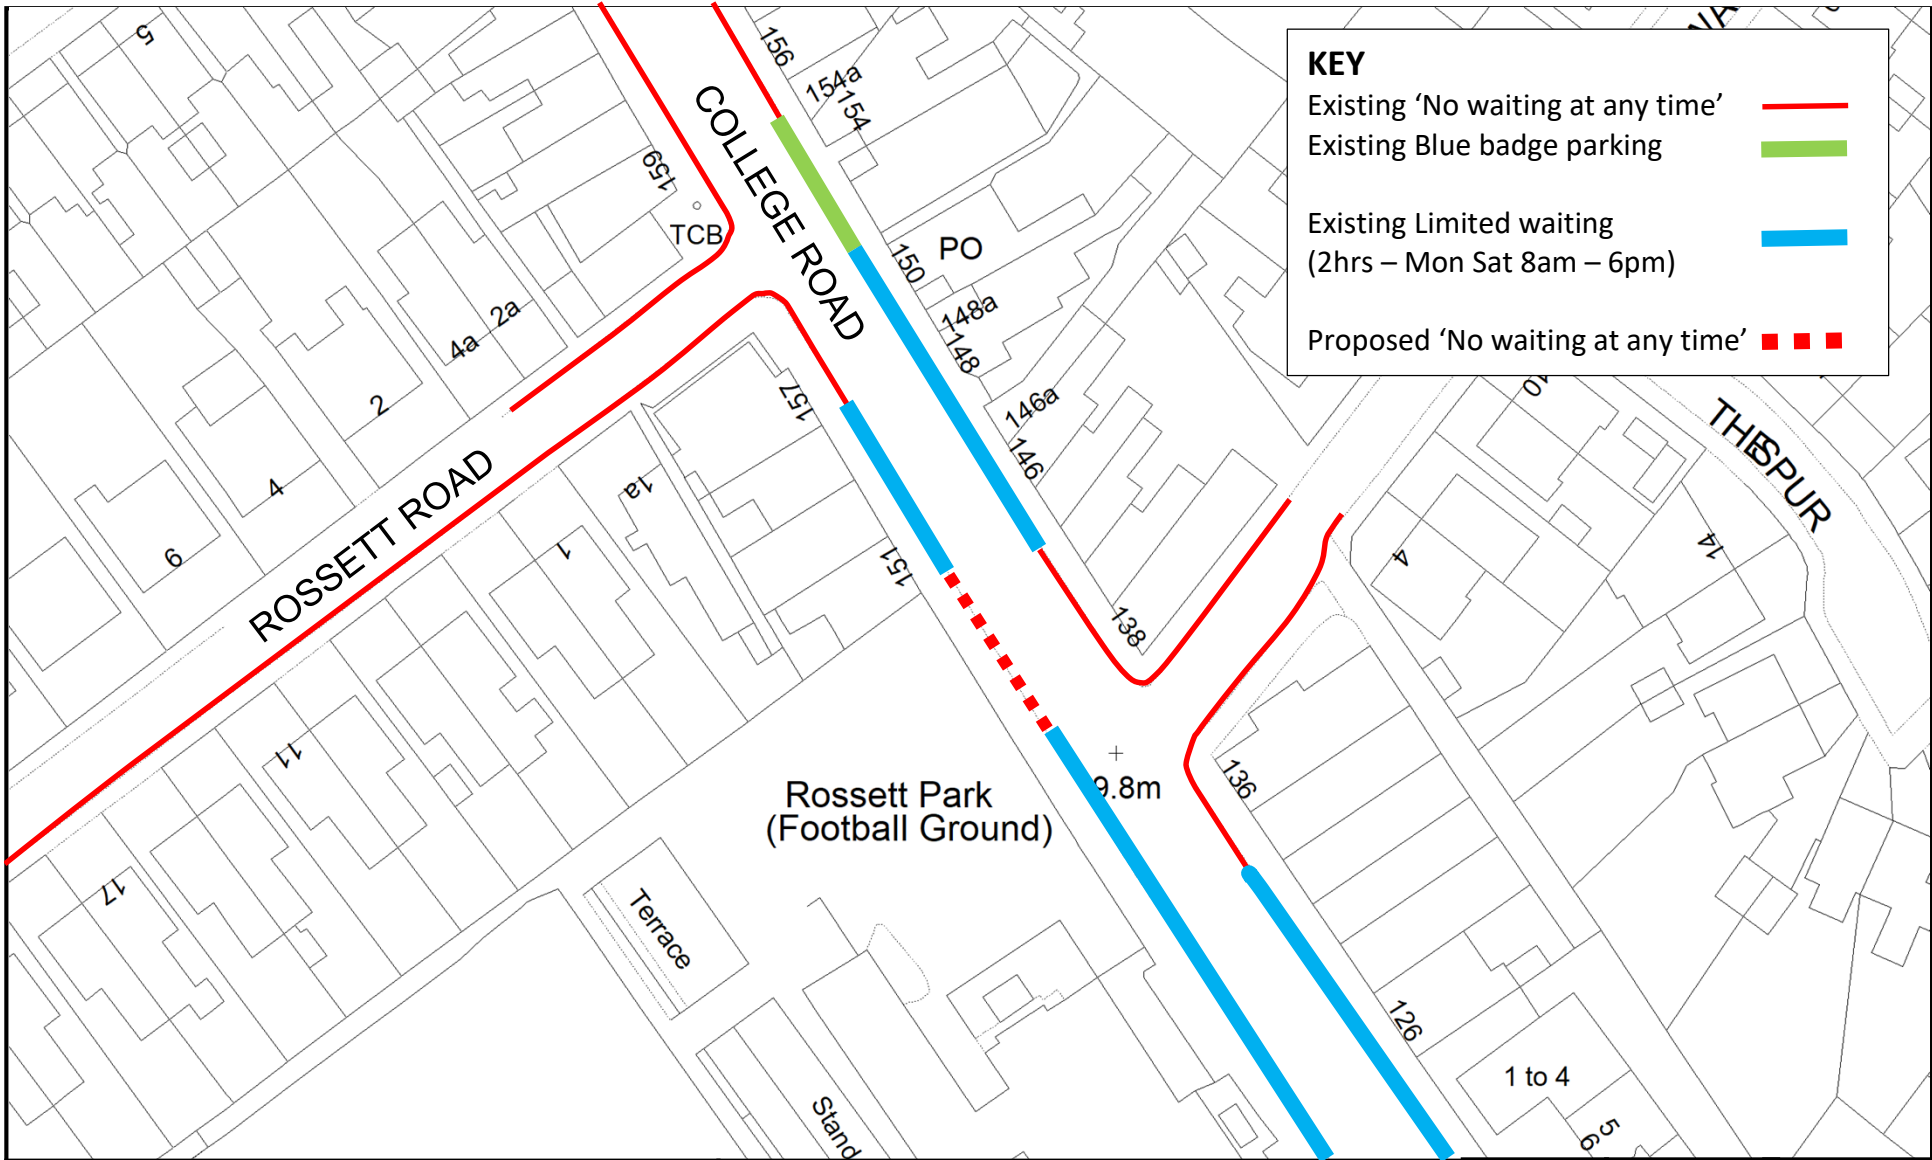 KEY
Existing ‘No waiting at any time’
Existing Blue badge parking
Existing Limited waiting
(2hrs – Mon Sat 8am – 6pm)
Proposed ‘No waiting at any time’
5
156
154a
154
159
TCB
COLLEGE ROAD
150
PO
148a
148
146a
146
2a
4a
2
4
9
ROSSETT ROAD
157
1a
1
151
138
4
10
14
THE SPUR
11
17
Rossett Park
(Football Ground)
9.8m
136
Terrace
Stand
126
1 to 4
5
6